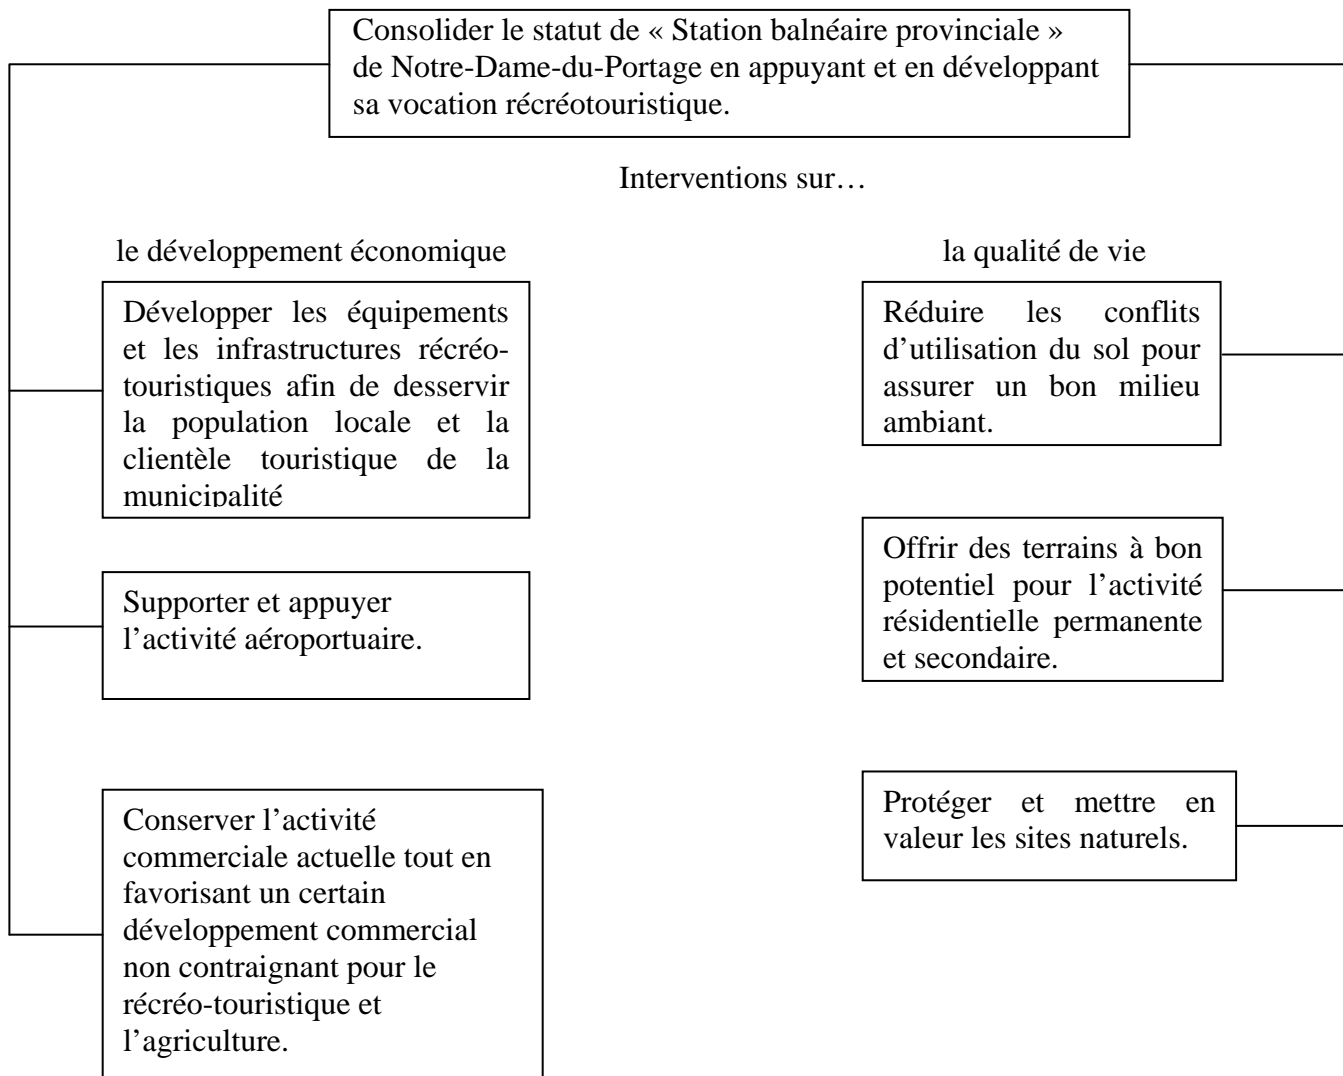 Consolider le statut de « Station balnéaire provinciale »
de Notre-Dame-du-Portage en appuyant et en développant
sa vocation récréotouristique.
Interventions sur…
le développement économique
Développer les équipements
et les infrastructures récréo-
touristiques afin de desservir
la population locale et la
clientèle touristique de la
municipalité
Supporter et appuyer
l’activité aéroportuaire.
Conserver l’activité
commerciale actuelle tout en
favorisant un certain
développement commercial
non contraignant pour le
récréo-touristique et
l’agriculture.
la qualité de vie
Réduire les conflits
d’utilisation du sol pour
assurer un bon milieu
ambiant.
Offrir des terrains à bon
potentiel pour l’activité
résidentielle permanente
et secondaire.
Protéger et mettre en
valeur les sites naturels.